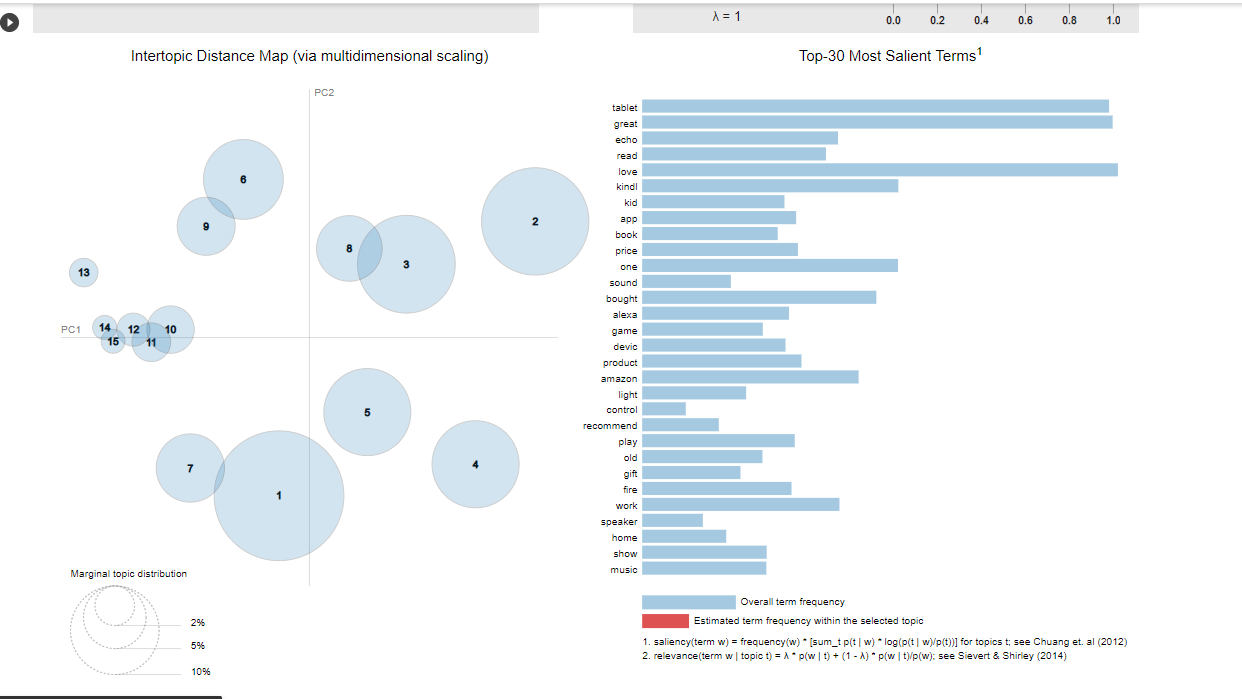 λ = 1
0.0 0.2 0.4 0.6 0.8 1.0
Intertopic Distance Map (via multidimensional scaling)
PC2
PC1
6
9
2
8
3
13
14
12
10
15
11
5
4
7
1
Marginal topic distribution
2%
5%
10%
Top-30 Most Salient Terms1
tablet
great
echo
read
love
kindl
kid
app
book
price
one
sound
bought
alexa
game
devic
product
amazon
light
control
recommend
play
old
gift
fire
work
speaker
home
show
music
Overall term frequency
Estimated term frequency within the selected topic
1. saliency(term w) = frequency(w) * [sum_t p(t | w) * log(p(t | w)/p(t))] for topics t; see Chuang et. al (2012)
2. relevance(term w | topic t) = λ * p(w | t) + (1 - λ) * p(w | t)/p(w); see Sievert & Shirley (2014)